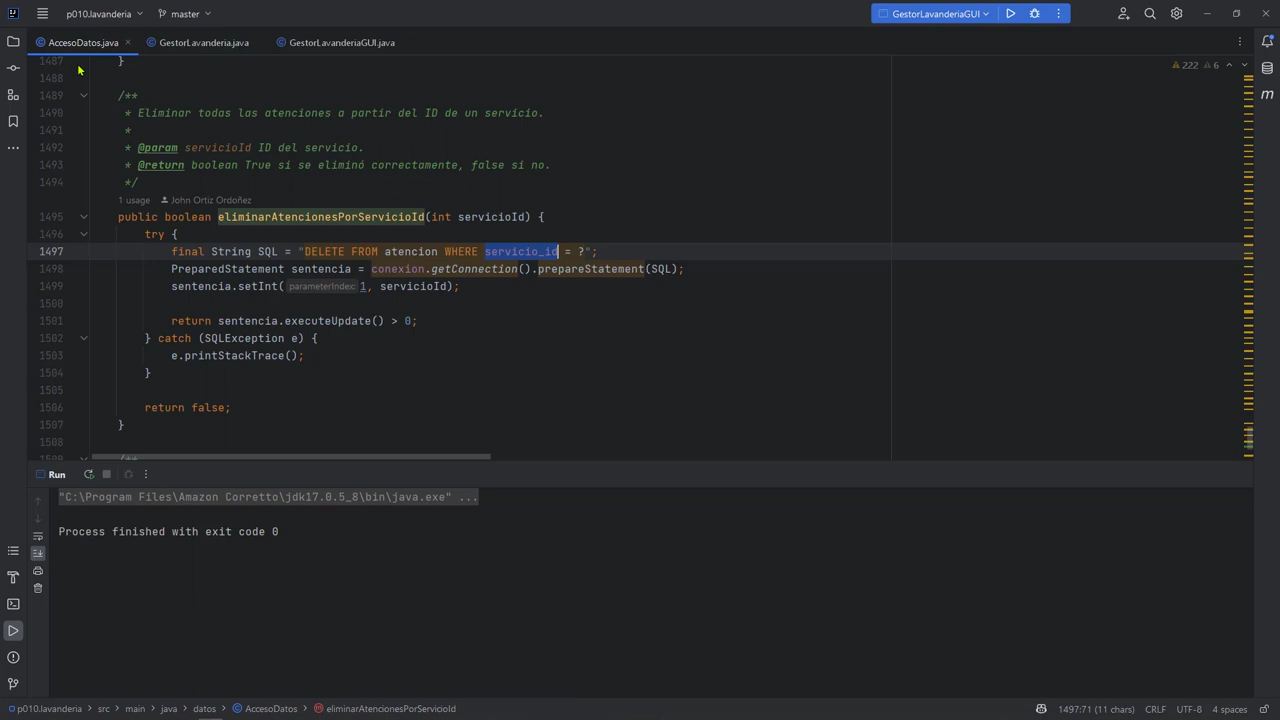 p010.lavanderia master GestorLavanderiaGUI
AccesoDatos.java GestorLavanderia.java GestorLavanderiaGUI.java
1487 }
1488 222 6
1489 /**
1490 * Eliminar todas las atenciones a partir del ID de un servicio.
1491 *
1492 * @param servicioId ID del servicio.
1493 * @return boolean True si se eliminó correctamente, false si no.
1494 */
1 usage John Ortiz Ordoñez
1495 public boolean eliminarAtencionesPorServicioId(int servicioId) {
1496 try {
1497 final String SQL = "DELETE FROM atencion WHERE servicio_id = ?";
1498 PreparedStatement sentencia = conexion.getConnection().prepareStatement(SQL);
1499 sentencia.setInt( parameterIndex: 1, servicioId);
1500
1501 return sentencia.executeUpdate() > 0;
1502 } catch (SQLException e) {
1503 e.printStackTrace();
1504 }
1505
1506 return false;
1507 }
1508
1509 /**
Run
"C:\Program Files\Amazon Corretto\jdk17.0.5_8\bin\java.exe" ...
Process finished with exit code 0
p010.lavanderia > src > main > java > datos > AccesoDatos > eliminarAtencionesPorServicioId 1497:71 (11 chars) CRLF UTF-8 4 spaces